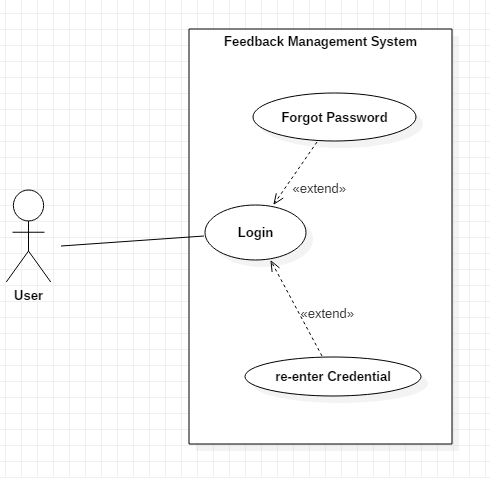 Feedback Management System
Forgot Password
«extend»
Login
User
«extend»
re-enter Credential